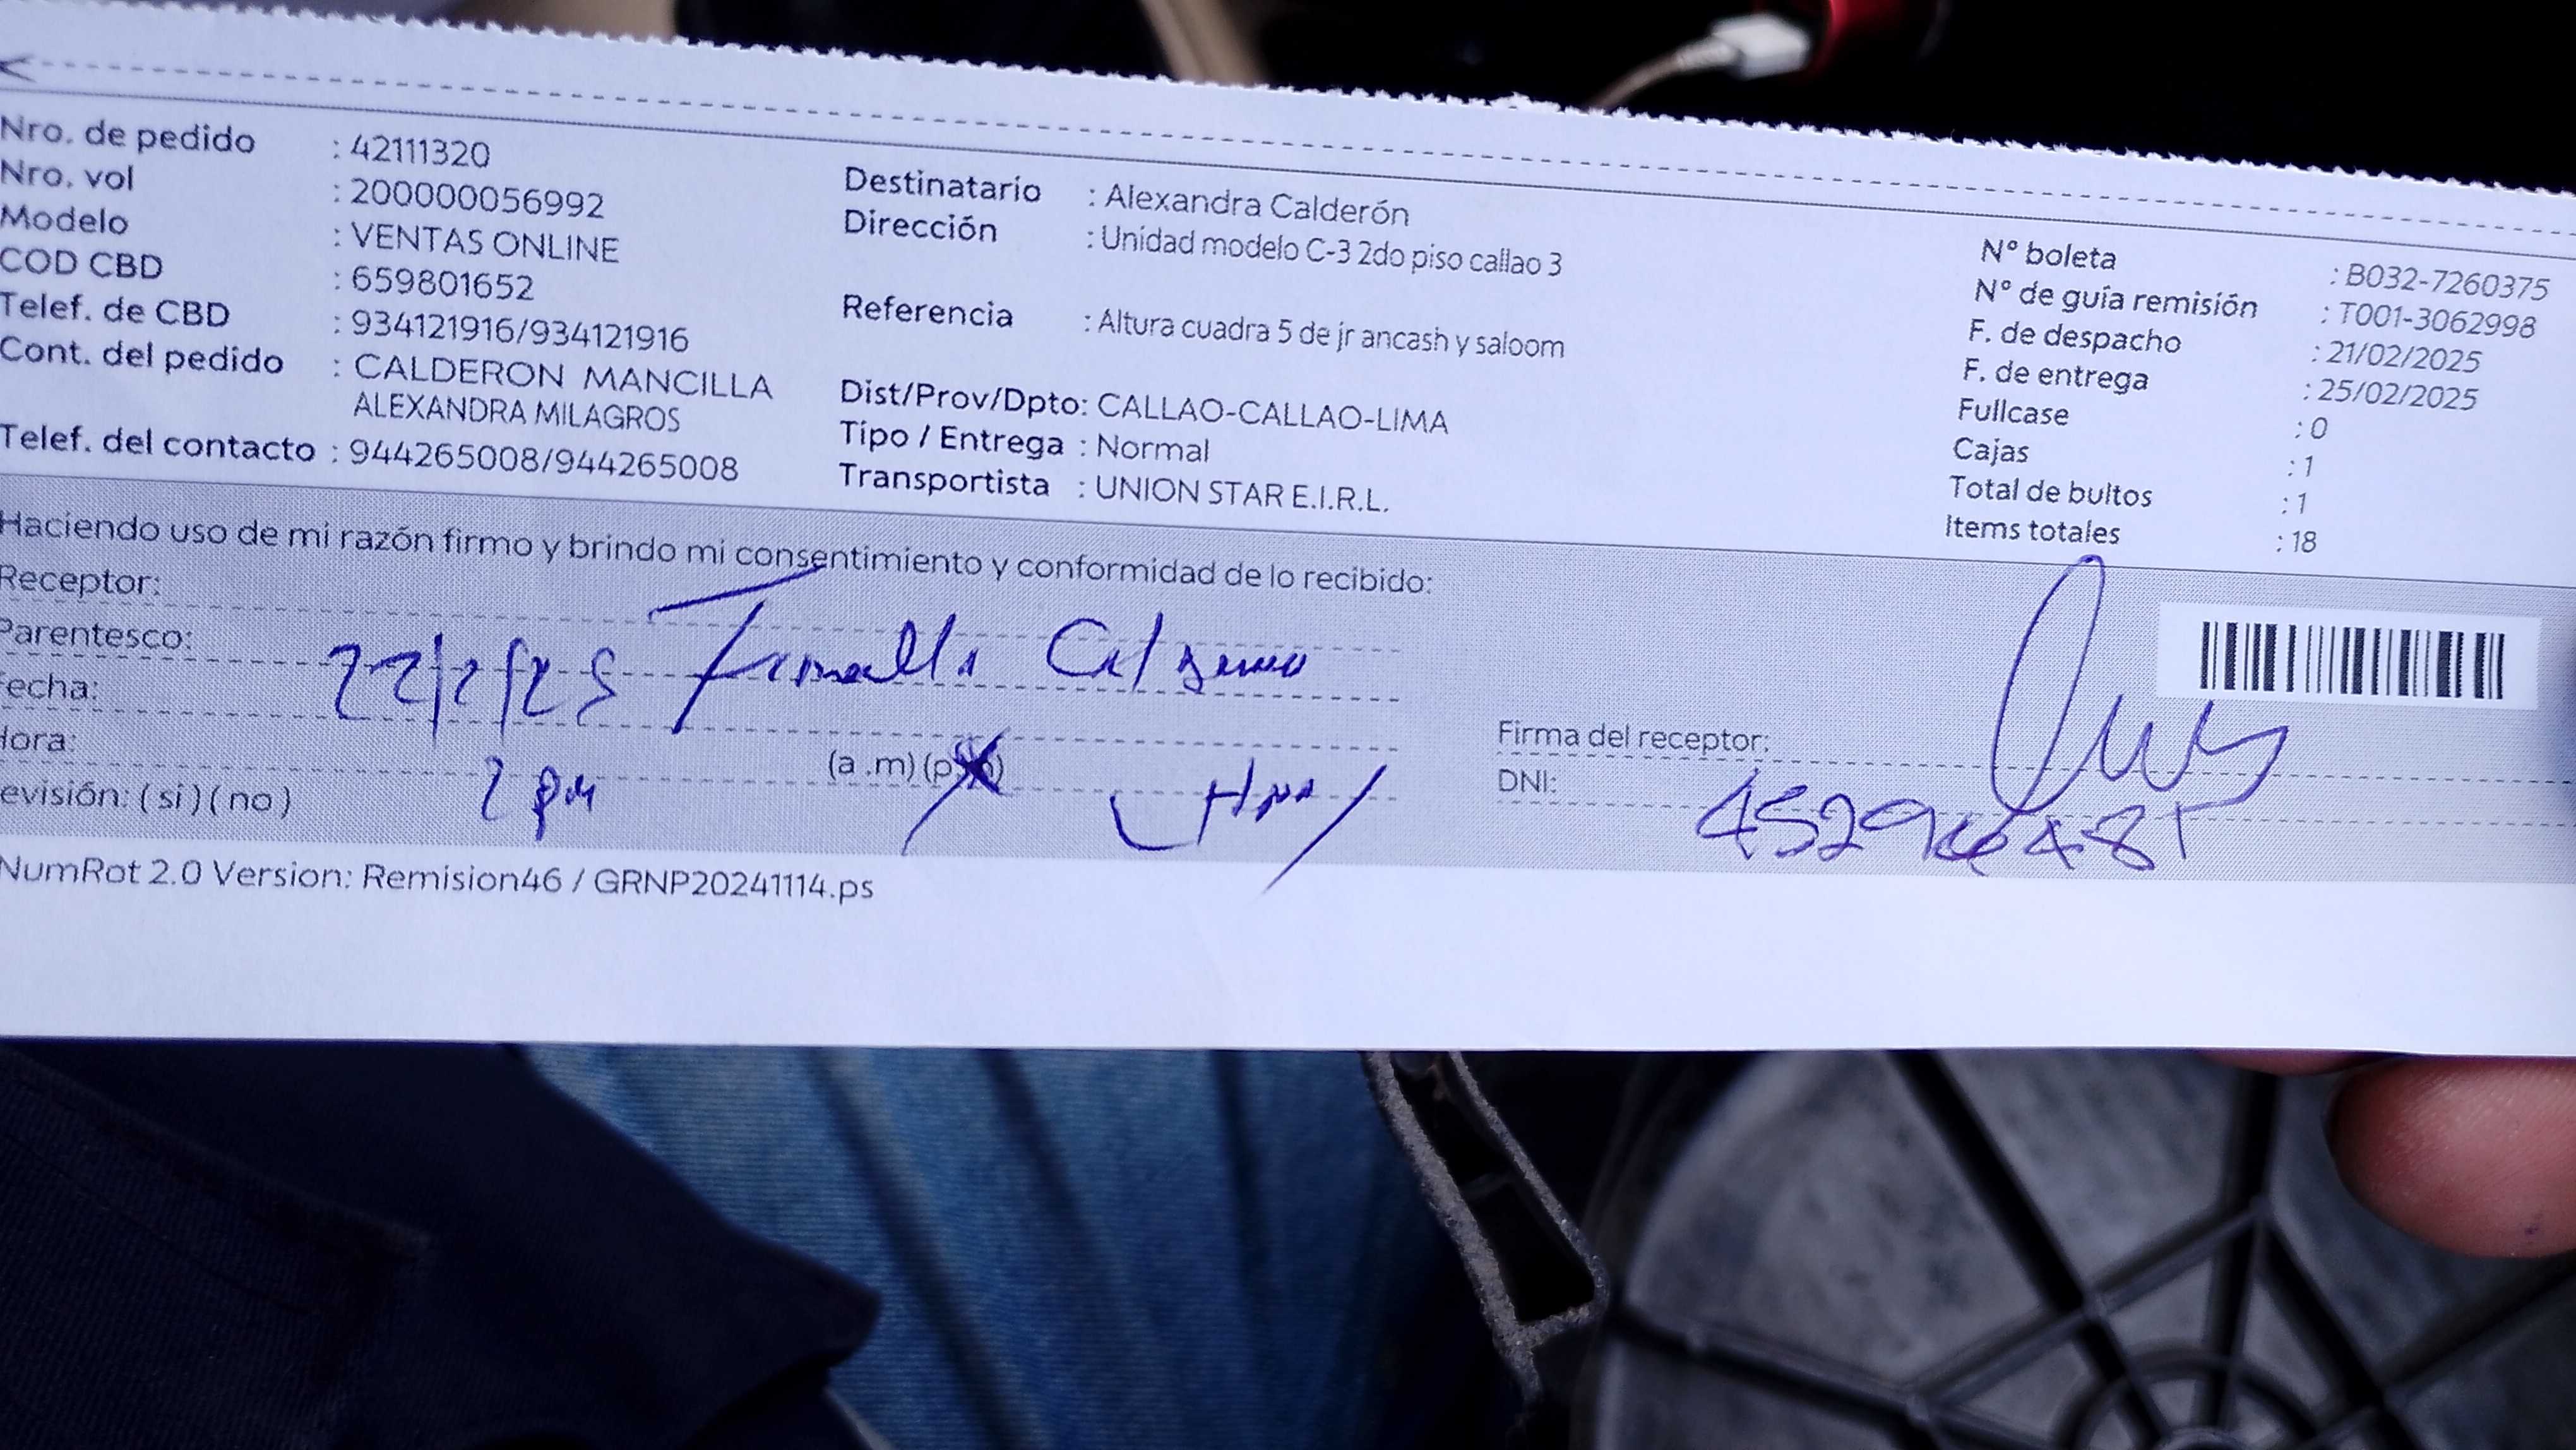 Nro. de pedido : 42111320
Nro. vol : 200000056992
Modelo : VENTAS ONLINE
COD CBD : 659801652
Telef. de CBD : 934121916/934121916
Cont. del pedido : CALDERON MANCILLA
ALEXANDRA MILAGROS
Telef. del contacto : 944265008/944265008
Destinatario : Alexandra Calderón
Dirección : Unidad modelo C-3 2do piso callao 3
Referencia : Altura cuadra 5 de jr ancash y saloom
Dist/Prov/Dpto: CALLAO-CALLAO-LIMA
Tipo / Entrega : Normal
Transportista : UNION STAR E.I.R.L.
N° boleta : B032-7260375
N° de guía remisión : T001-3062998
F. de despacho : 21/02/2025
F. de entrega : 25/02/2025
Fullcase : 0
Cajas : 1
Total de bultos : 1
Items totales : 18
Haciendo uso de mi razón firmo y brindo mi consentimiento y conformidad de lo recibido:
Receptor:
Parentesco:
echa: 22/2/25
ora: (a .m) (p
evisión: ( si ) ( no ) 2 pm
Firma del receptor:
DNI:
NumRot 2.0 Version: Remision46 / GRNP20241114.ps